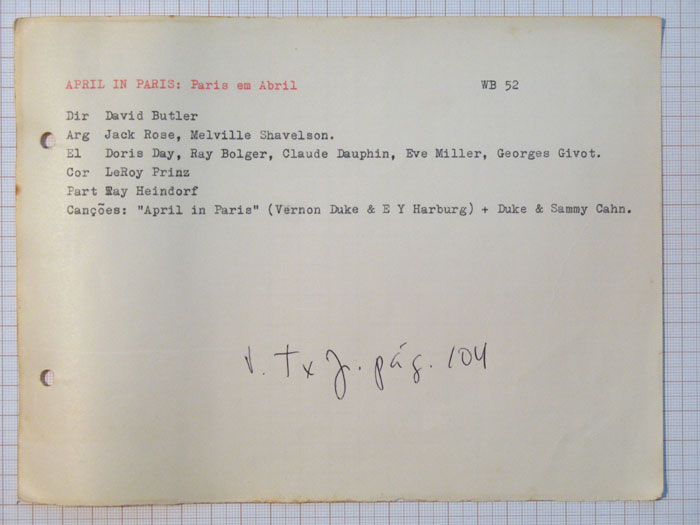 APRIL IN PARIS: Paris em Abril WB 52
Dir David Butler
Arg Jack Rose, Melville Shavelson.
El Doris Day, Ray Bolger, Claude Dauphin, Eve Miller, Georges Givot.
Cor LeRoy Prinz
Part Ray Heindorf
Canções: "April in Paris" (Vernon Duke & E Y Harburg) + Duke & Sammy Cahn.
V. Tx J. pág. 104